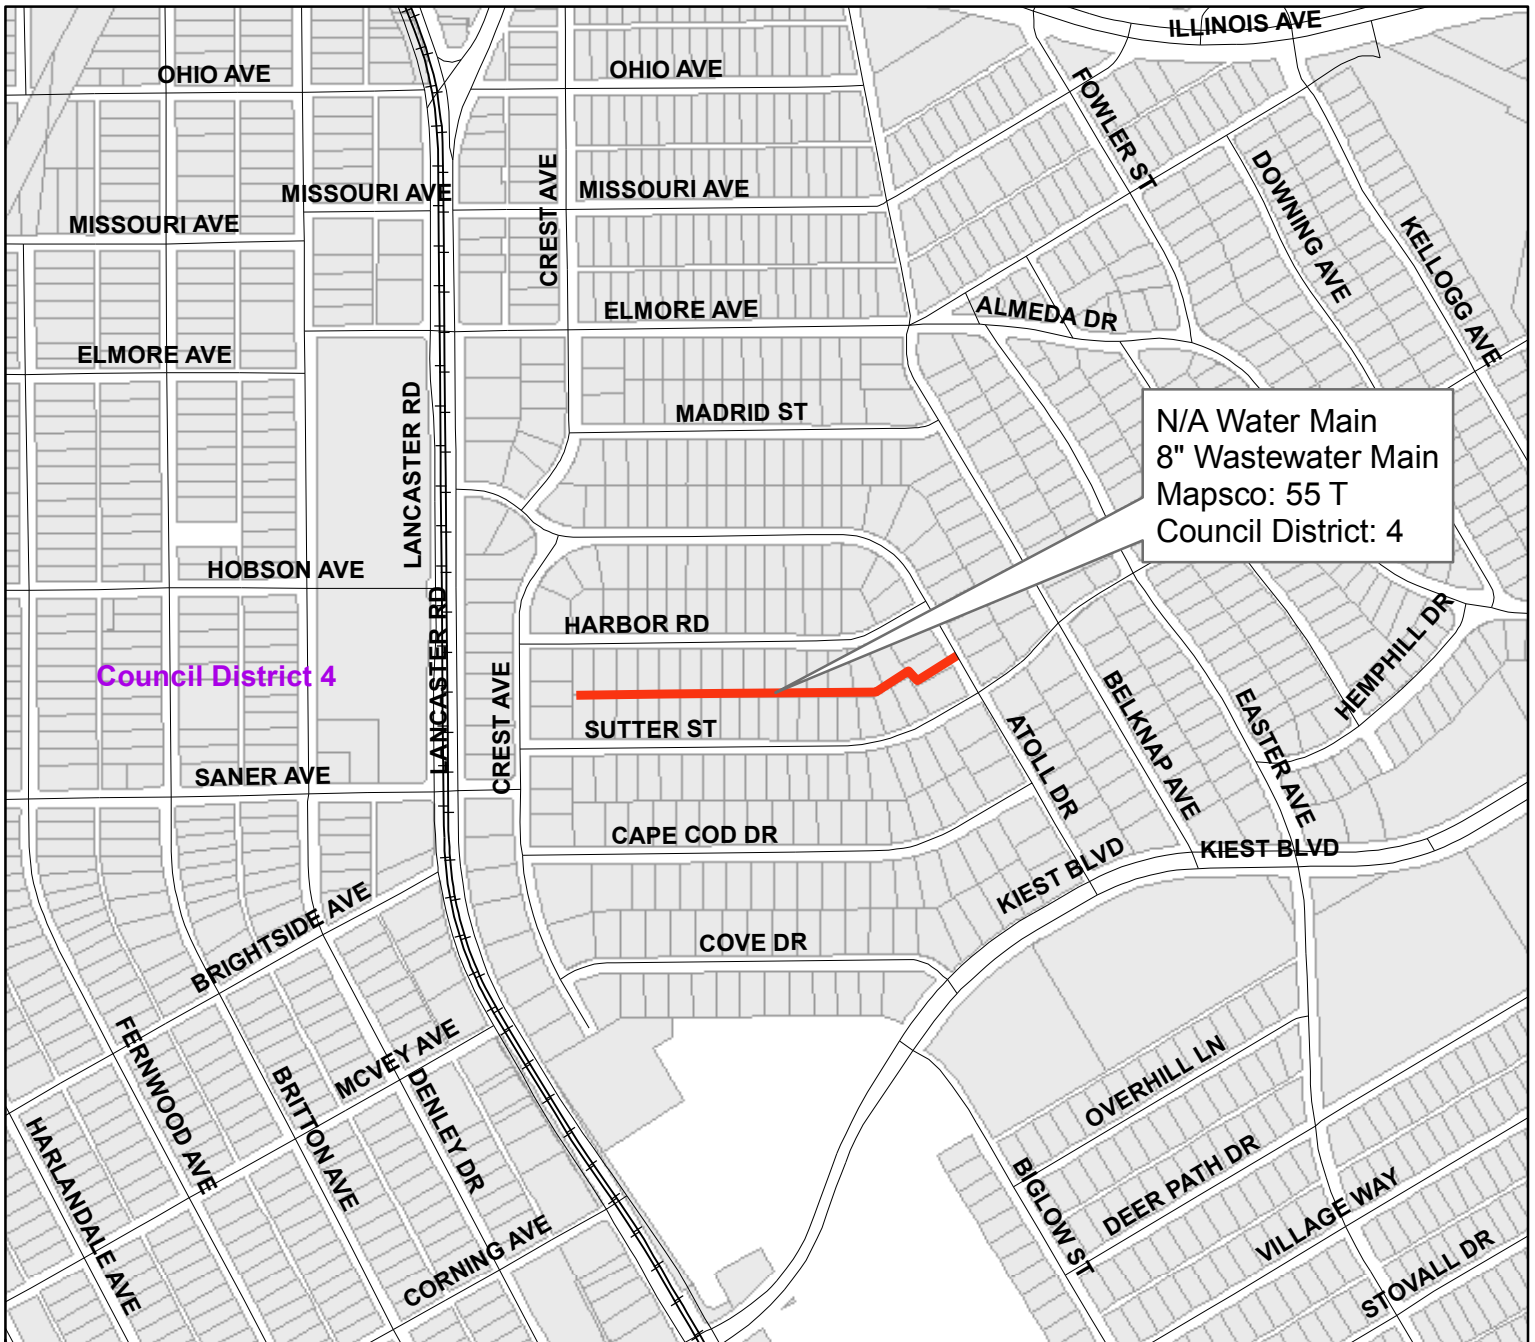 ILLINOIS AVE
OHIO AVE
OHIO AVE
FOWLER ST
MISSOURI AVE
MISSOURI AVE
MISSOURI AVE
CREST AVE
DOWNING AVE
KELLOGG AVE
ELMORE AVE
ALMEDA DR
ELMORE AVE
MADRID ST
LANCASTER RD
N/A Water Main
8" Wastewater Main
Mapsco: 55 T
Council District: 4
HOBSON AVE
HARBOR RD
LANCASTER RD
HEMPHILL DR
Council District 4
CREST AVE
SUTTER ST
ATOLL DR
BELKNAP AVE
EASTER AVE
SANER AVE
CAPE COD DR
KIEST BLVD
KIEST BLVD
BRIGHTSIDE AVE
COVE DR
FERNWOOD AVE
BRITTON AVE
MCVEY AVE
DENLEY DR
HARLANDALE AVE
OVERHILL LN
DEER PATH DR
BIGLOW ST
VILLAGE WAY
CORNING AVE
STOVALL DR